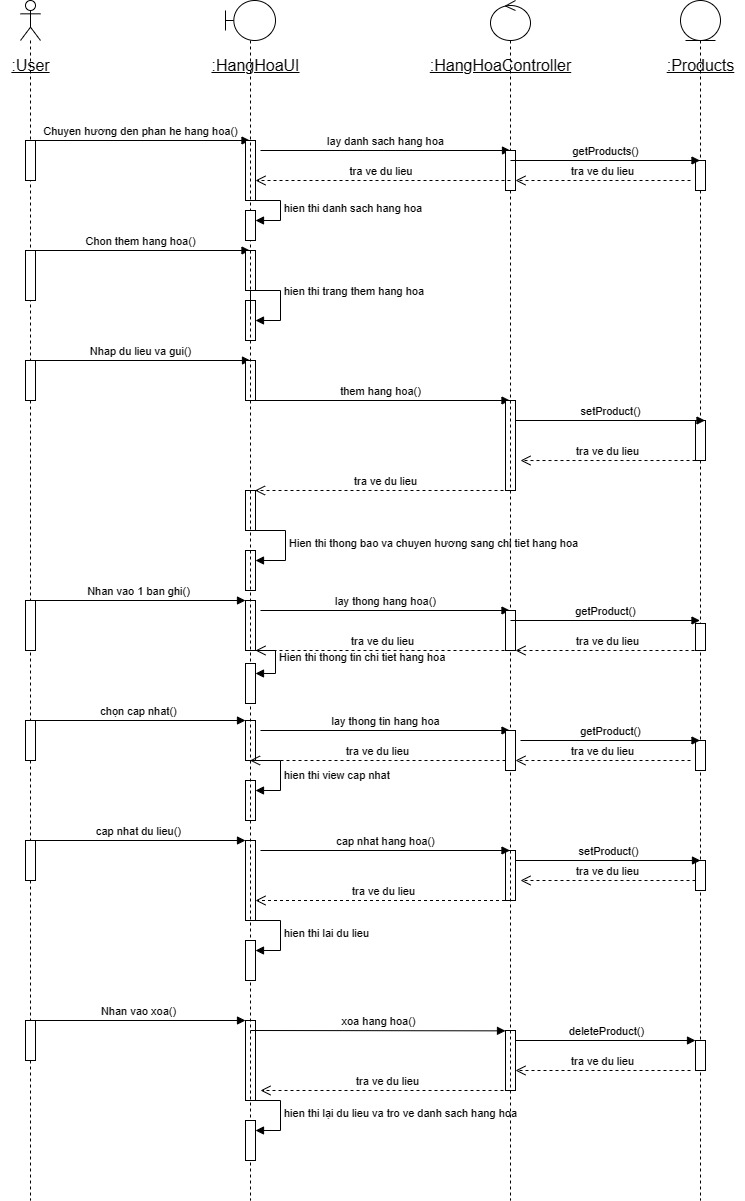 :User
:HangHoaUI
:HangHoaController
:Products
Chuyen hương den phan he hang hoa()
lay danh sach hang hoa
getProducts()
tra ve du lieu
tra ve du lieu
hien thi danh sach hang hoa
Chon them hang hoa()
hien thi trang them hang hoa
Nhap du lieu va gui()
them hang hoa()
setProduct()
tra ve du lieu
tra ve du lieu
Hien thi thong bao va chuyen hương sang chi tiet hang hoa
Nhan vao 1 ban ghi()
lay thong hang hoa()
getProduct()
tra ve du lieu
tra ve du lieu
Hien thi thong tin chi tiet hang hoa
chọn cap nhat()
lay thong tin hang hoa
getProduct()
tra ve du lieu
tra ve du lieu
hien thi view cap nhat
cap nhat du lieu()
cap nhat hang hoa()
setProduct()
tra ve du lieu
tra ve du lieu
hien thi lai du lieu
Nhan vao xoa()
xoa hang hoa()
deleteProduct()
tra ve du lieu
tra ve du lieu
hien thi lại du lieu va tro ve danh sach hang hoa